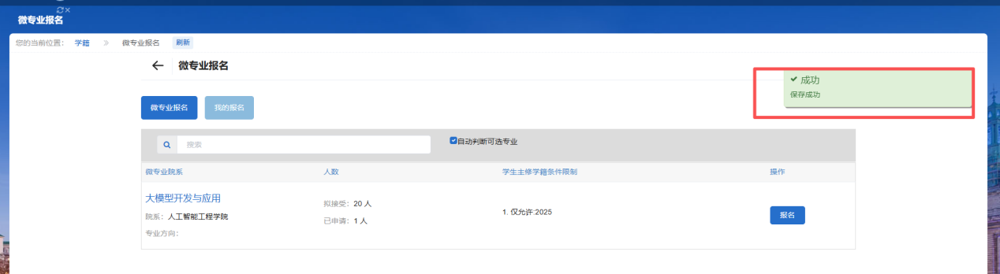 微专业报名
您的当前位置： 学籍 » 微专业报名 刷新
← 微专业报名
✔ 成功
保存成功
微专业报名 我的报名
搜索 自动判断可选专业
微专业院系 人数 学生主修学籍条件限制 操作
大模型开发与应用
院系：人工智能工程学院
专业方向：
拟接受：20 人
已申请：1 人
1. 仅允许:2025
报名